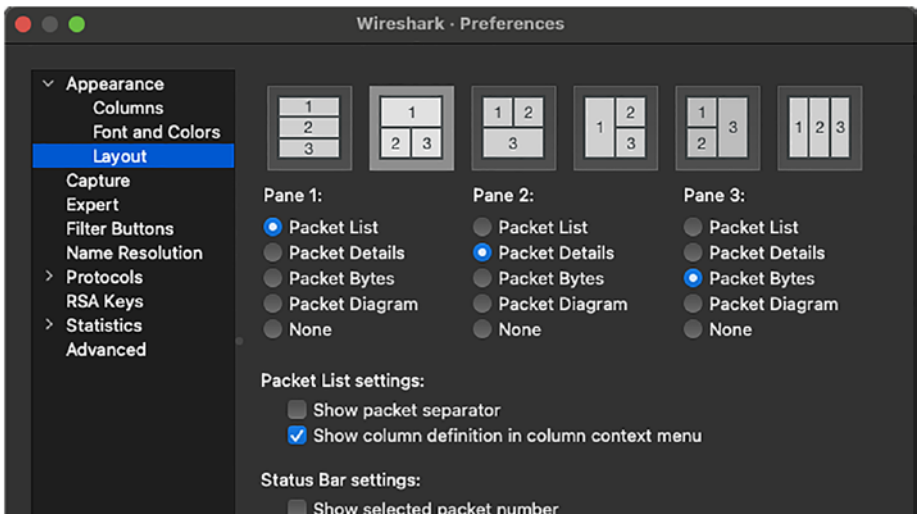 Wireshark · Preferences
Appearance
Columns
Font and Colors
Layout
Capture
Expert
Filter Buttons
Name Resolution
Protocols
RSA Keys
Statistics
Advanced
1 2 3
1 2 3
1 2 3
1 2 3
1 2 3
1 2 3
Pane 1:
Packet List
Packet Details
Packet Bytes
Packet Diagram
None
Pane 2:
Packet List
Packet Details
Packet Bytes
Packet Diagram
None
Pane 3:
Packet List
Packet Details
Packet Bytes
Packet Diagram
None
Packet List settings:
Show packet separator
Show column definition in column context menu
Status Bar settings:
Show selected packet number